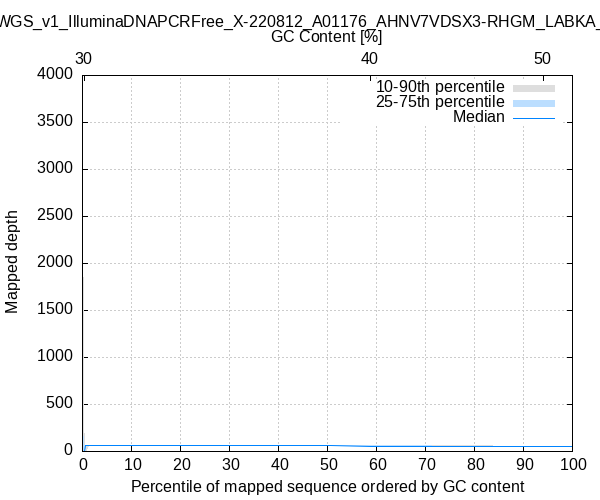 WGS_v1_IlluminaDNAPCRFree_X-220812_A01176_AHNV7VDSX3-RHGM_LABKA_
GC Content [%]
30 40 50
10-90th percentile
25-75th percentile
Median
4000
3500
3000
2500
2000
1500
1000
500
0
Mapped depth
0 10 20 30 40 50 60 70 80 90 100
Percentile of mapped sequence ordered by GC content